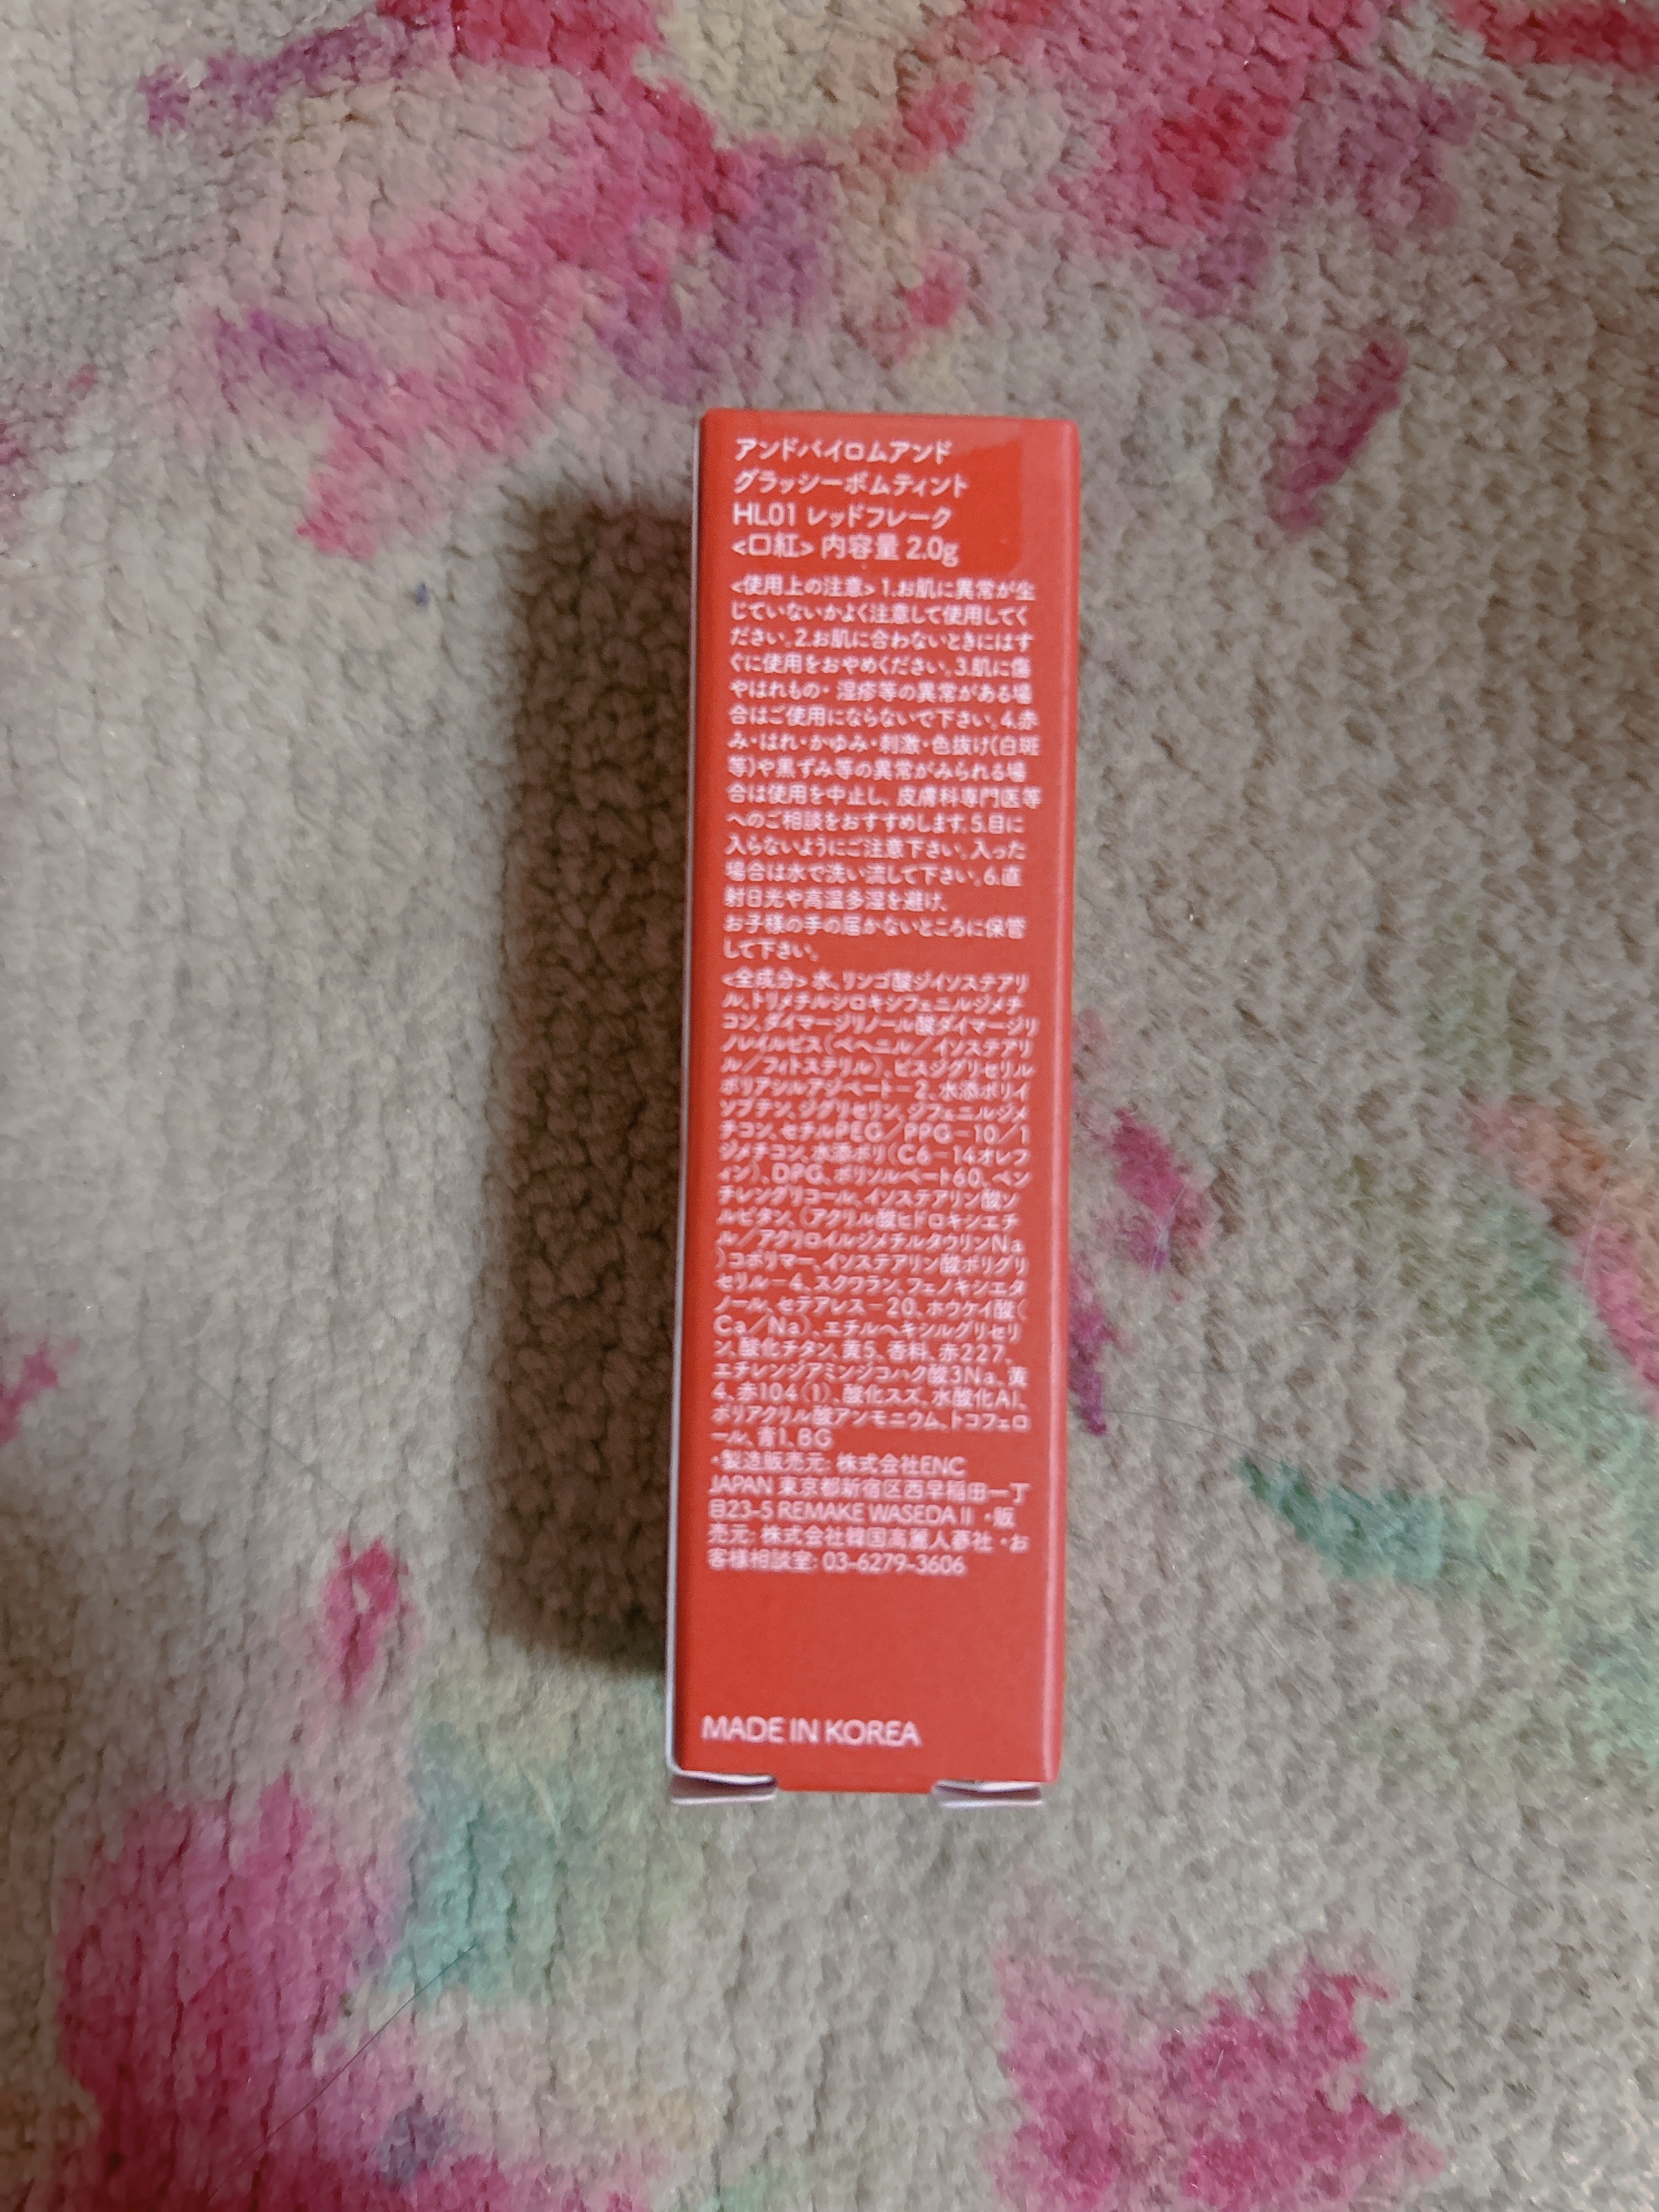 アンドバイロムアンド
グラッシーボムティント
HL01 レッドフレーク
<口紅> 内容量 2.0g
<使用上の注意> 1.お肌に異常が生
じていないかよく注意して使用してく
ださい。2.お肌に合わないときにはす
ぐに使用をおやめください。3.肌に傷
やはれもの・ 湿疹等の異常がある場
合はご使用にならないで下さい。4.赤
み・はれ・かゆみ・刺激・色抜け(白斑
等)や黒ずみ等の異常がみられる場
合は使用を中止し、皮膚科専門医等
へのご相談をおすすめします。5.目に
入らないようにご注意下さい。入った
場合は水で洗い流して下さい。6.直
射日光や高温多湿を避け、
お子様の手の届かないところに保管
して下さい。
<全成分> 水、リンゴ酸ジイソステアリ
ル、トリメチルシロキシフェニルジメチ
コン、ダイマージリノール酸ダイマージリ
ノレイルビス(ベヘニル/イソステアリ
ル/フィトステリル)、ビスジグリセリル
ポリアシルアジペート－2、水添ポリイ
ソブテン、ジグリセリン、ジフェニルジメ
チコン、セチルPEG/PPG－10/1
ジメチコン、水添ポリ(C6－14オレフ
ィン)、DPG、ポリソルベート60、ペン
チレングリコール、イソステアリン酸ソ
ルビタン、(アクリル酸ヒドロキシエチ
ル/アクリロイルジメチルタウリンNa
)コポリマー、イソステアリン酸ポリグリ
セリル－4、スクワラン、フェノキシエタ
ノール、セテアレス－20、ホウケイ酸(
Ca/Na)、エチルヘキシルグリセリ
ン、酸化チタン、黄5、香料、赤227、
エチレンジアミンジコハク酸3Na、黄
4、赤104(1)、酸化スズ、水酸化Al、
ポリアクリル酸アンモニウム、トコフェロ
ール、青1、BG
・製造販売元: 株式会社ENC
JAPAN 東京都新宿区西早稲田一丁
目23-5 REMAKE WASEDA II ・販
売元: 株式会社韓国高麗人蔘社 ・お
客様相談室: 03-6279-3606
MADE IN KOREA